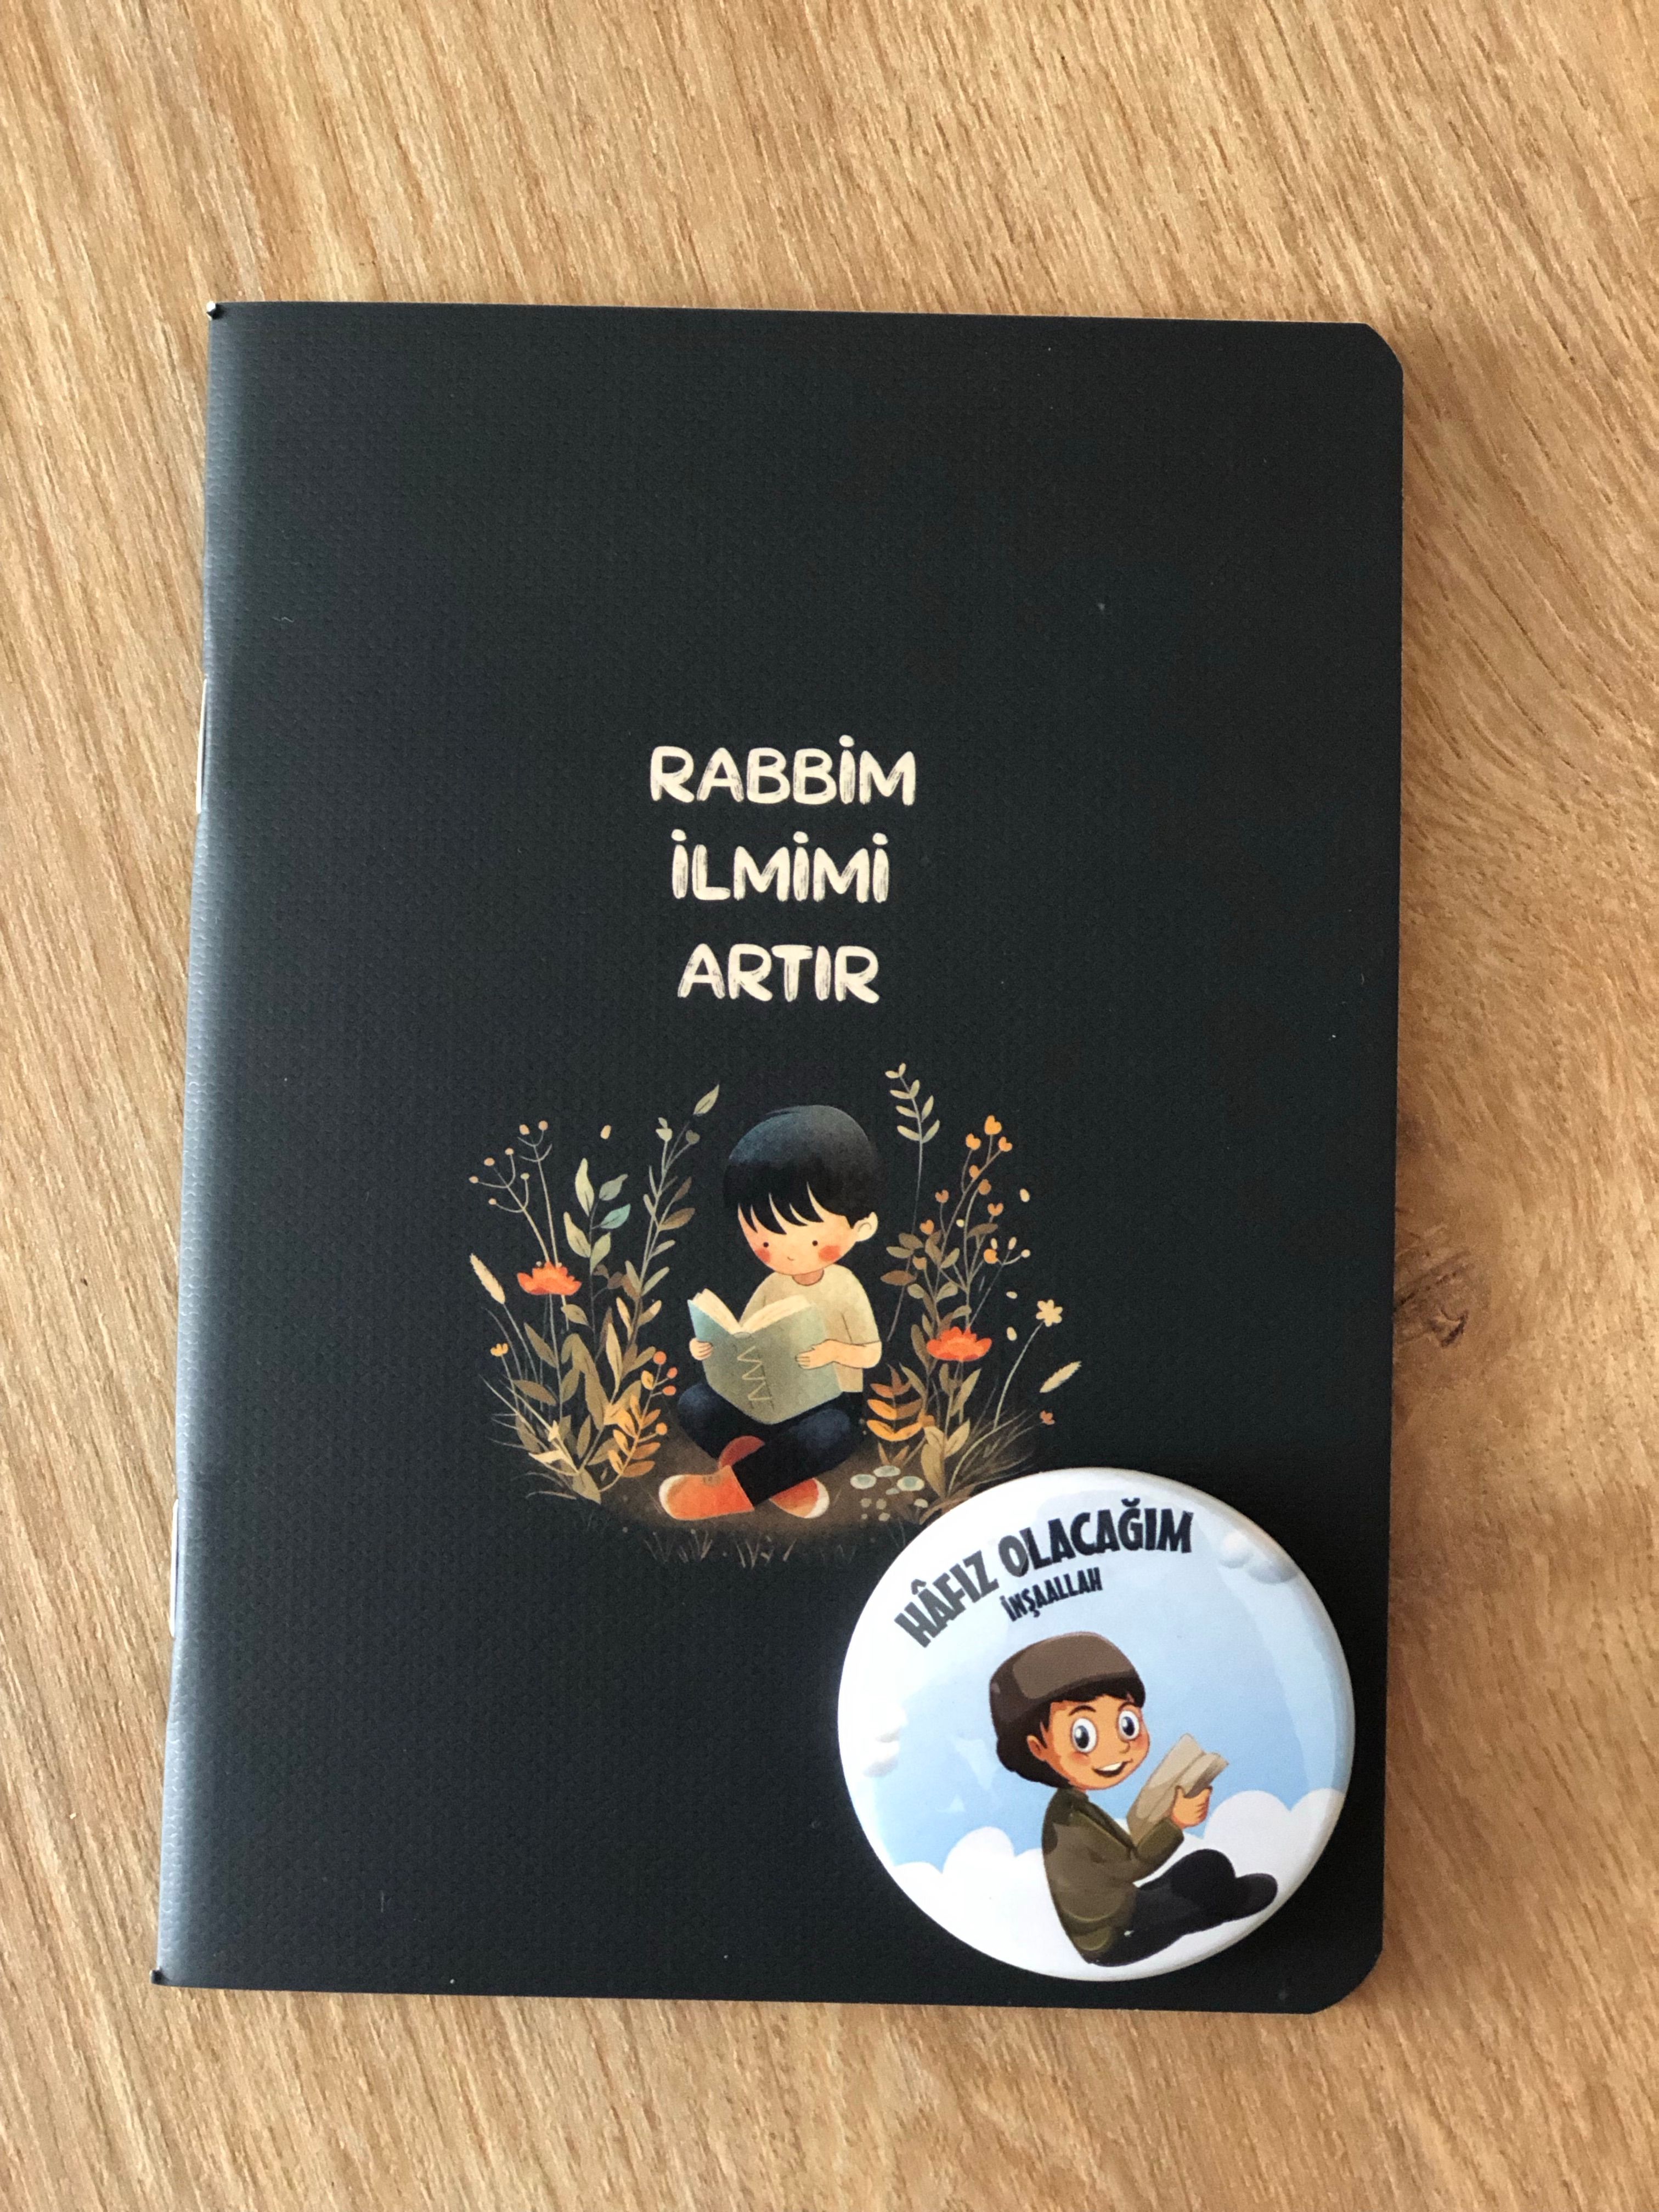 RABBİM
İLMİMİ
ARTIR
HÂFIZ OLACAĞIM
İNŞAALLAH